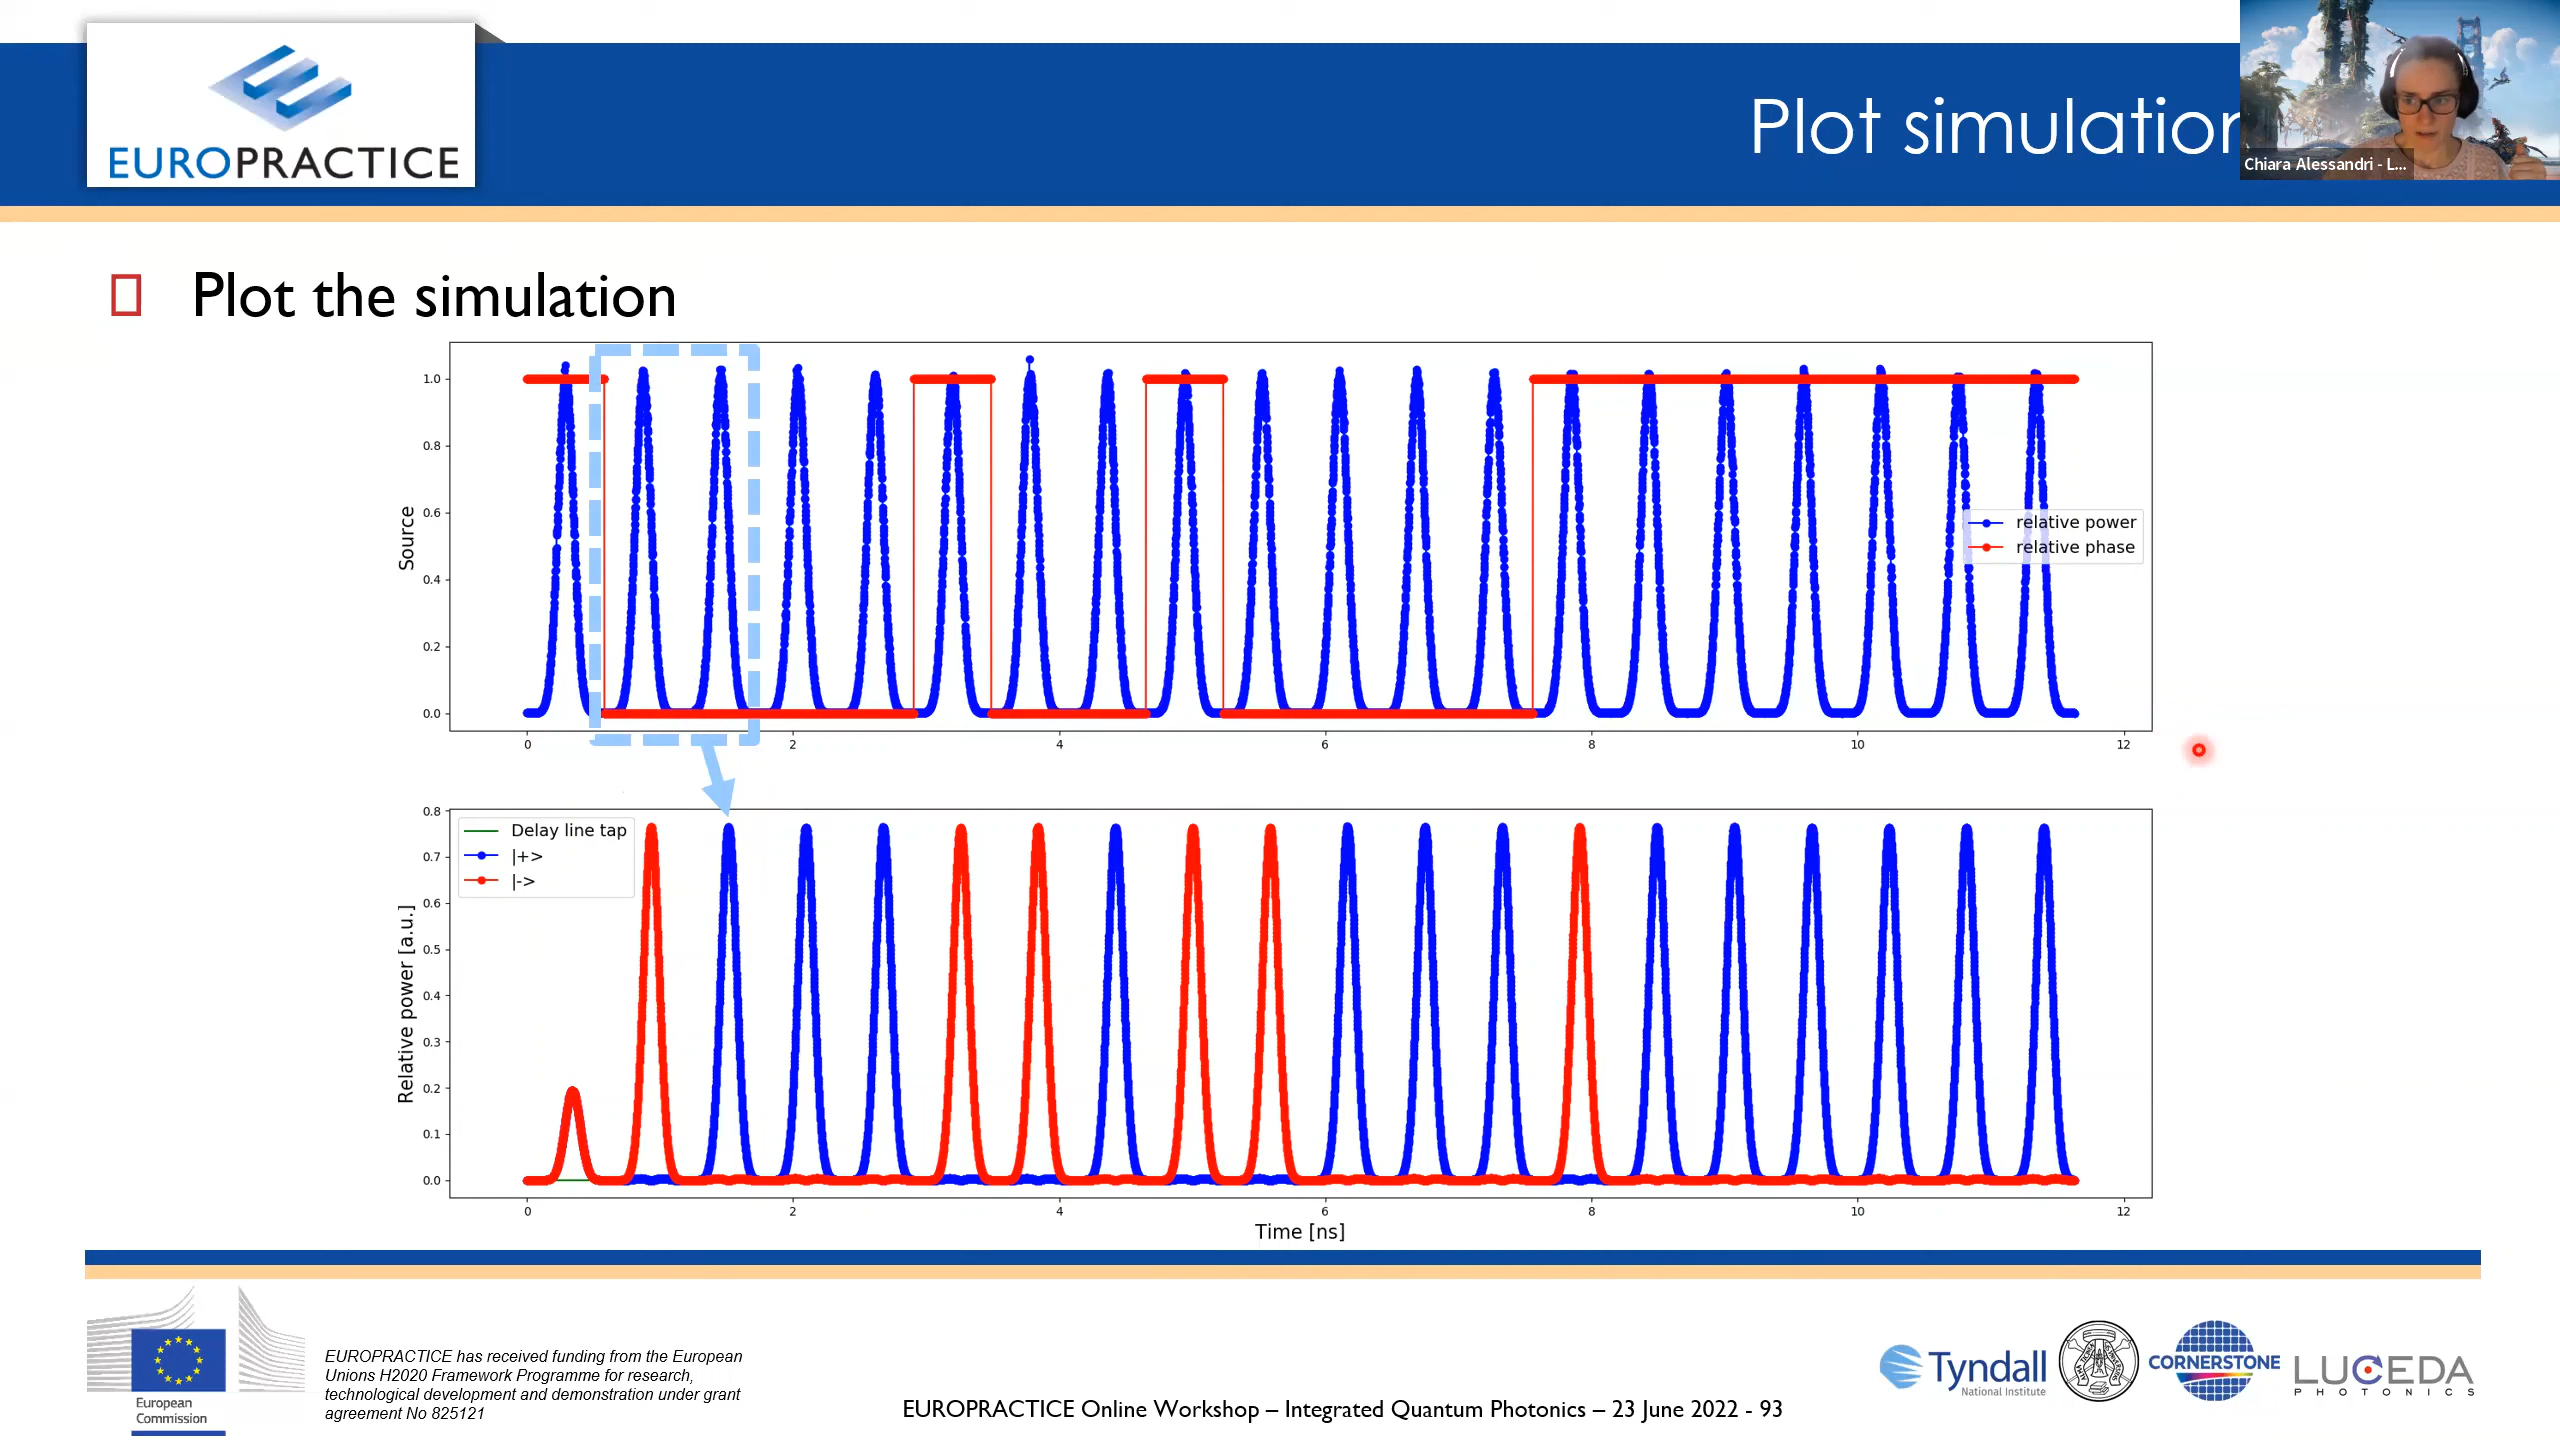 EUROPRACTICE
Plot simulation
Chiara Alessandri - L...
Plot the simulation
1.0
0.8
0.6
0.4
0.2
0.0
Source
relative power
relative phase
0 2 4 6 8 10 12
0.8
0.7
0.6
0.5
0.4
0.3
0.2
0.1
0.0
Relative power [a.u.]
Delay line tap
|+>
|->
0 2 4 6 8 10 12
Time [ns]
European
Commission
EUROPRACTICE has received funding from the European
Unions H2020 Framework Programme for research,
technological development and demonstration under grant
agreement No 825121
EUROPRACTICE Online Workshop – Integrated Quantum Photonics – 23 June 2022 - 93
Tyndall
National Institute
CORNERSTONE
LUCEDA
PHOTONICS